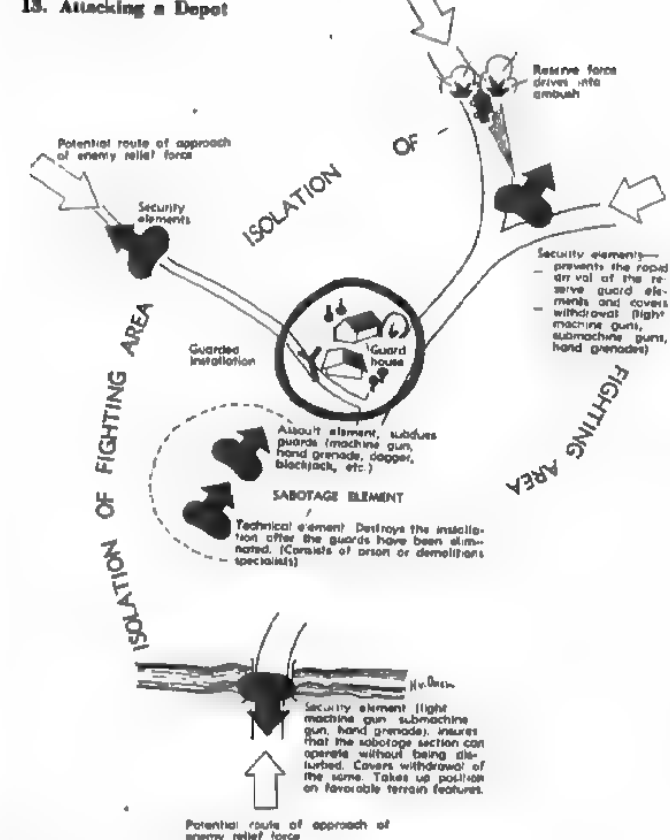 13. Attacking a Depot
Reserve force
drives into
ambush
Potential route of approach
of enemy relief force
ISOLATION
OF
Security
elements
Security elements—
prevents the rapid
arrival of the re-
serve guard ele-
ments and covers
withdrawal (light
machine guns,
submachine guns,
hand grenades)
Guarded
Installation
Guard
house
FIGHTING AREA
ISOLATION OF FIGHTING AREA
Assault element, subdues
guards (machine gun,
hand grenade, dagger,
blackjack, etc.)
SABOTAGE ELEMENT
Technical element Destroys the installa-
tion after the guards have been elim-
inated. (Consists of arson or demolitions
specialists)
Security element (light
machine gun submachine
gun, hand grenade). Insures
that the sabotage section can
operate without being dis-
turbed. Covers withdrawal of
the same. Takes up position
on favorable terrain features.
Potential route of approach of
enemy relief force